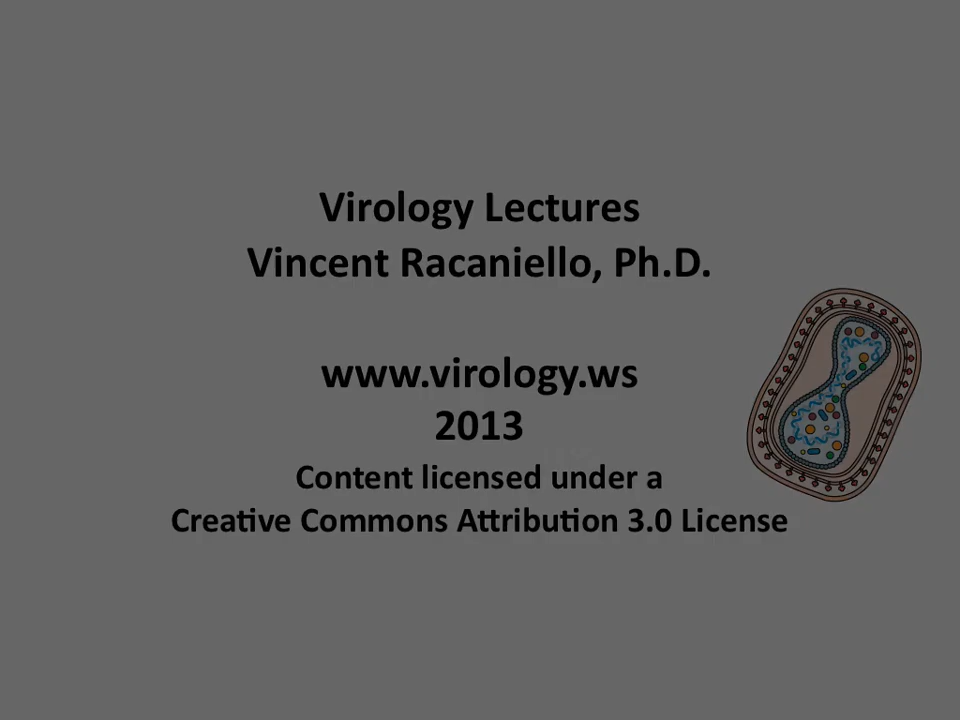 Virology Lectures
Vincent Racaniello, Ph.D.
www.virology.ws
2013
Content licensed under a
Creative Commons Attribution 3.0 License